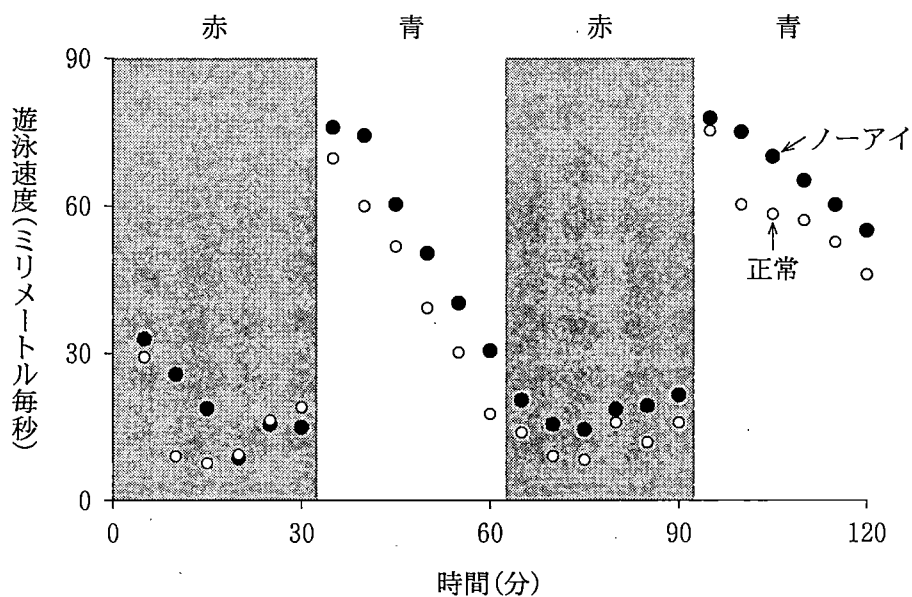 赤 青 赤 青
90
60
30
0
遊泳速度(ミリメートル毎秒)
ノーアイ
正常
0 30 60 90 120
時間(分)